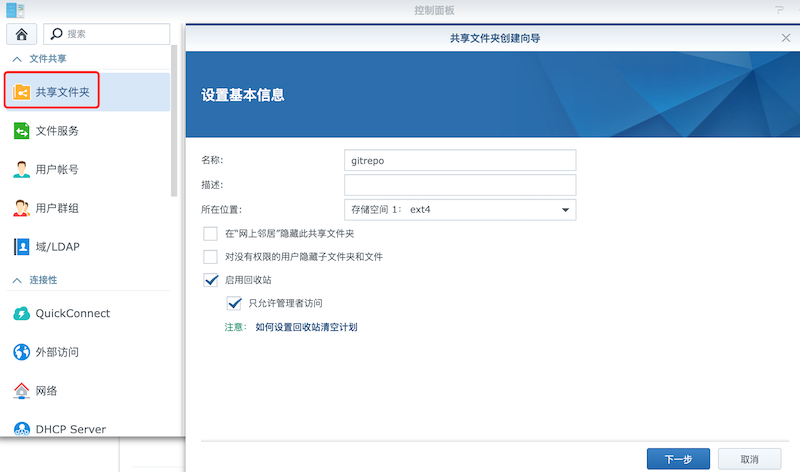 控制面板
搜索
文件共享
共享文件夹
文件服务
用户帐号
用户群组
域/LDAP
连接性
QuickConnect
外部访问
网络
DHCP Server
共享文件夹创建向导
设置基本信息
名称:
gitrepo
描述:
所在位置:
存储空间 1: ext4
在“网上邻居”隐藏此共享文件夹
对没有权限的用户隐藏子文件夹和文件
启用回收站
只允许管理者访问
注意: 如何设置回收站清空计划
下一步
取消